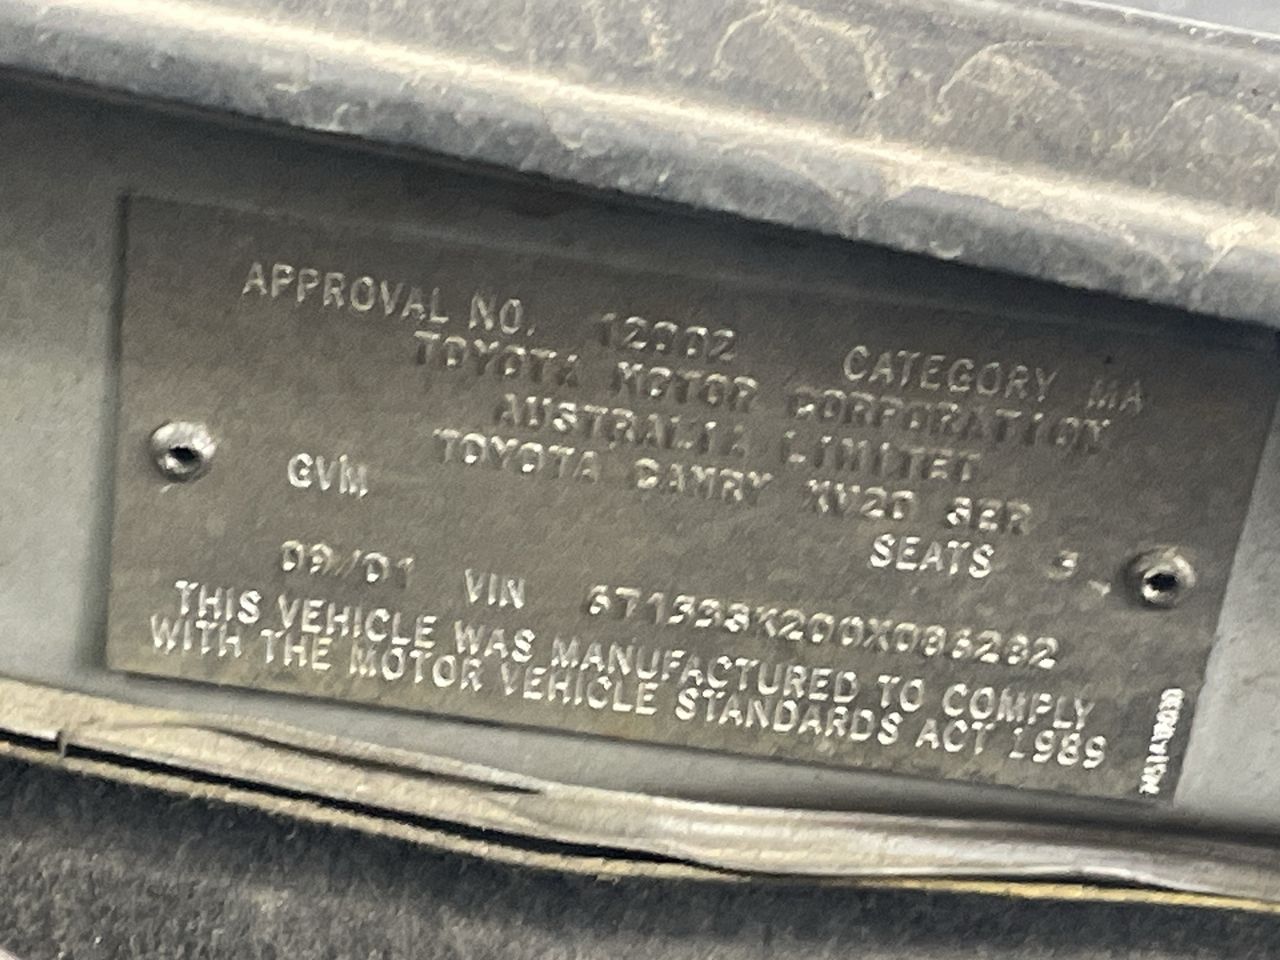 APPROVAL NO. 12002 CATEGORY MA
TOYOTA MOTOR CORPORATION
AUSTRALIA LIMITED
TOYOTA CAMRY XV20 SER
GVM SEATS
09/01 VIN
THIS VEHICLE WAS MANUFACTURED TO COMPLY
WITH THE MOTOR VEHICLE STANDARDS ACT 1989